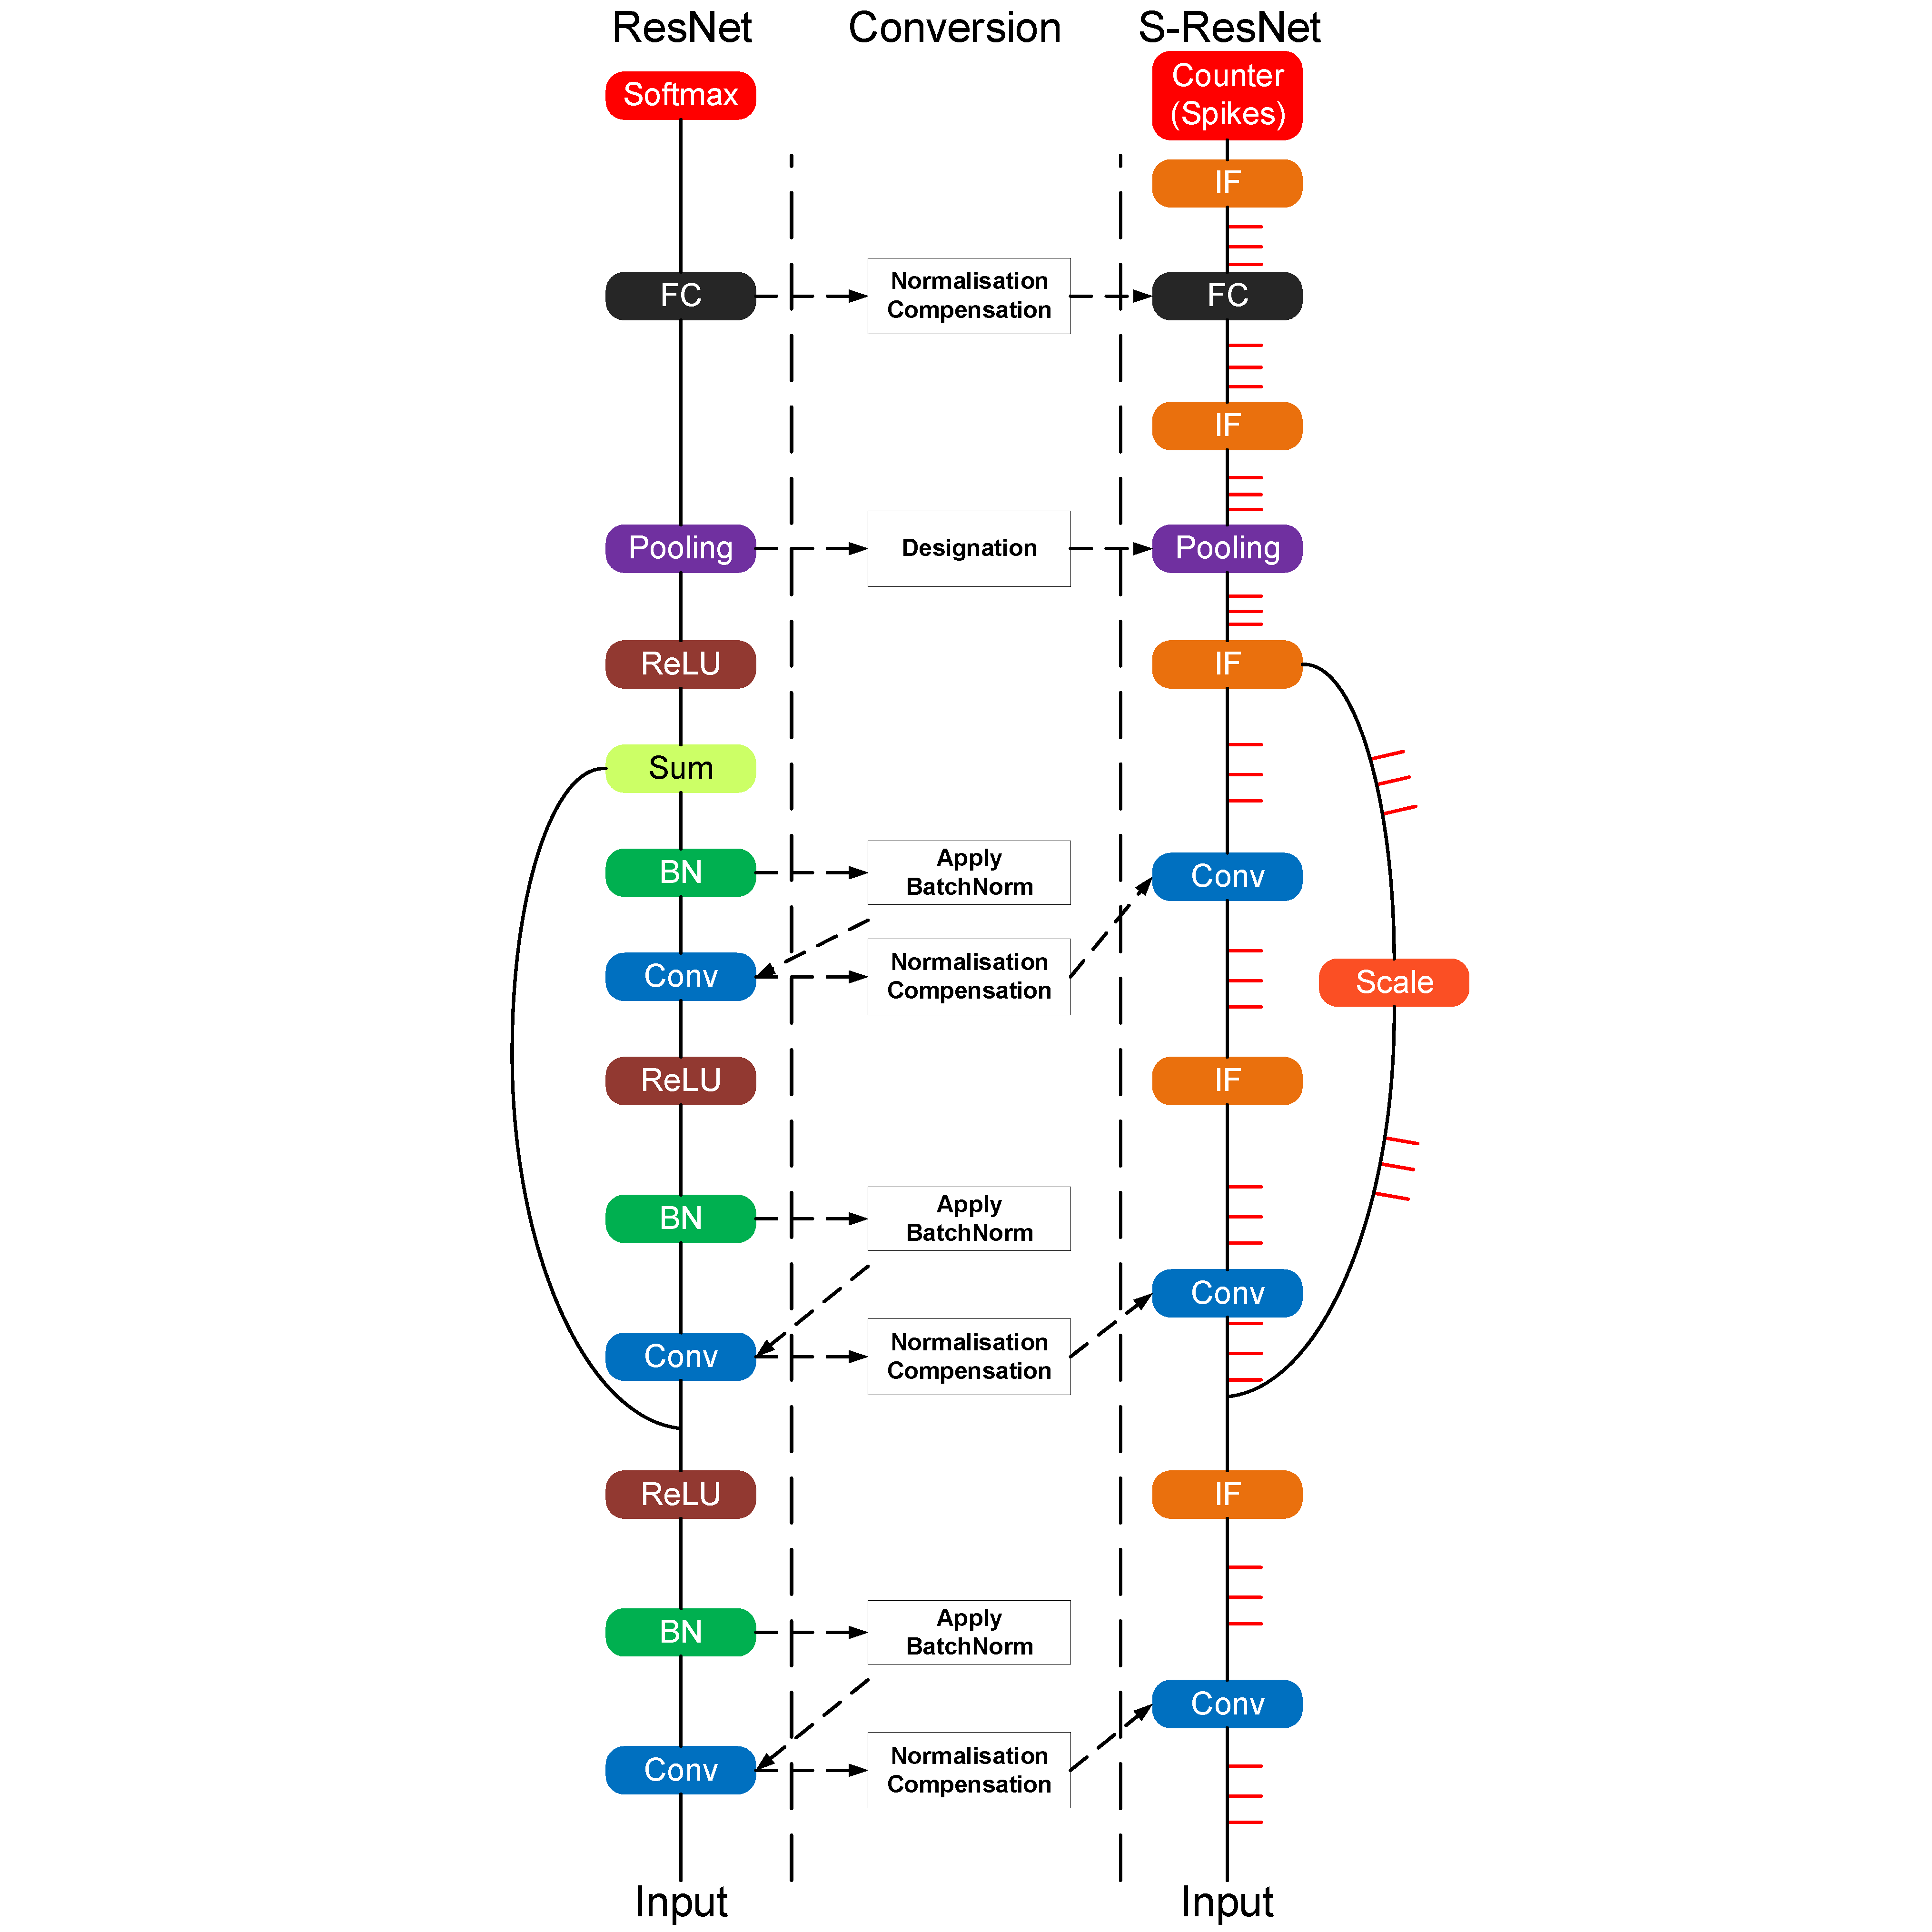 ResNet
Conversion
S-ResNet
Softmax
Counter
(Spikes)
IF
FC
Normalisation
Compensation
FC
IF
Pooling
Designation
Pooling
ReLU
IF
Sum
BN
Apply
BatchNorm
Conv
Conv
Normalisation
Compensation
Scale
ReLU
IF
BN
Apply
BatchNorm
Conv
Conv
Normalisation
Compensation
ReLU
IF
BN
Apply
BatchNorm
Conv
Conv
Normalisation
Compensation
Input
Input